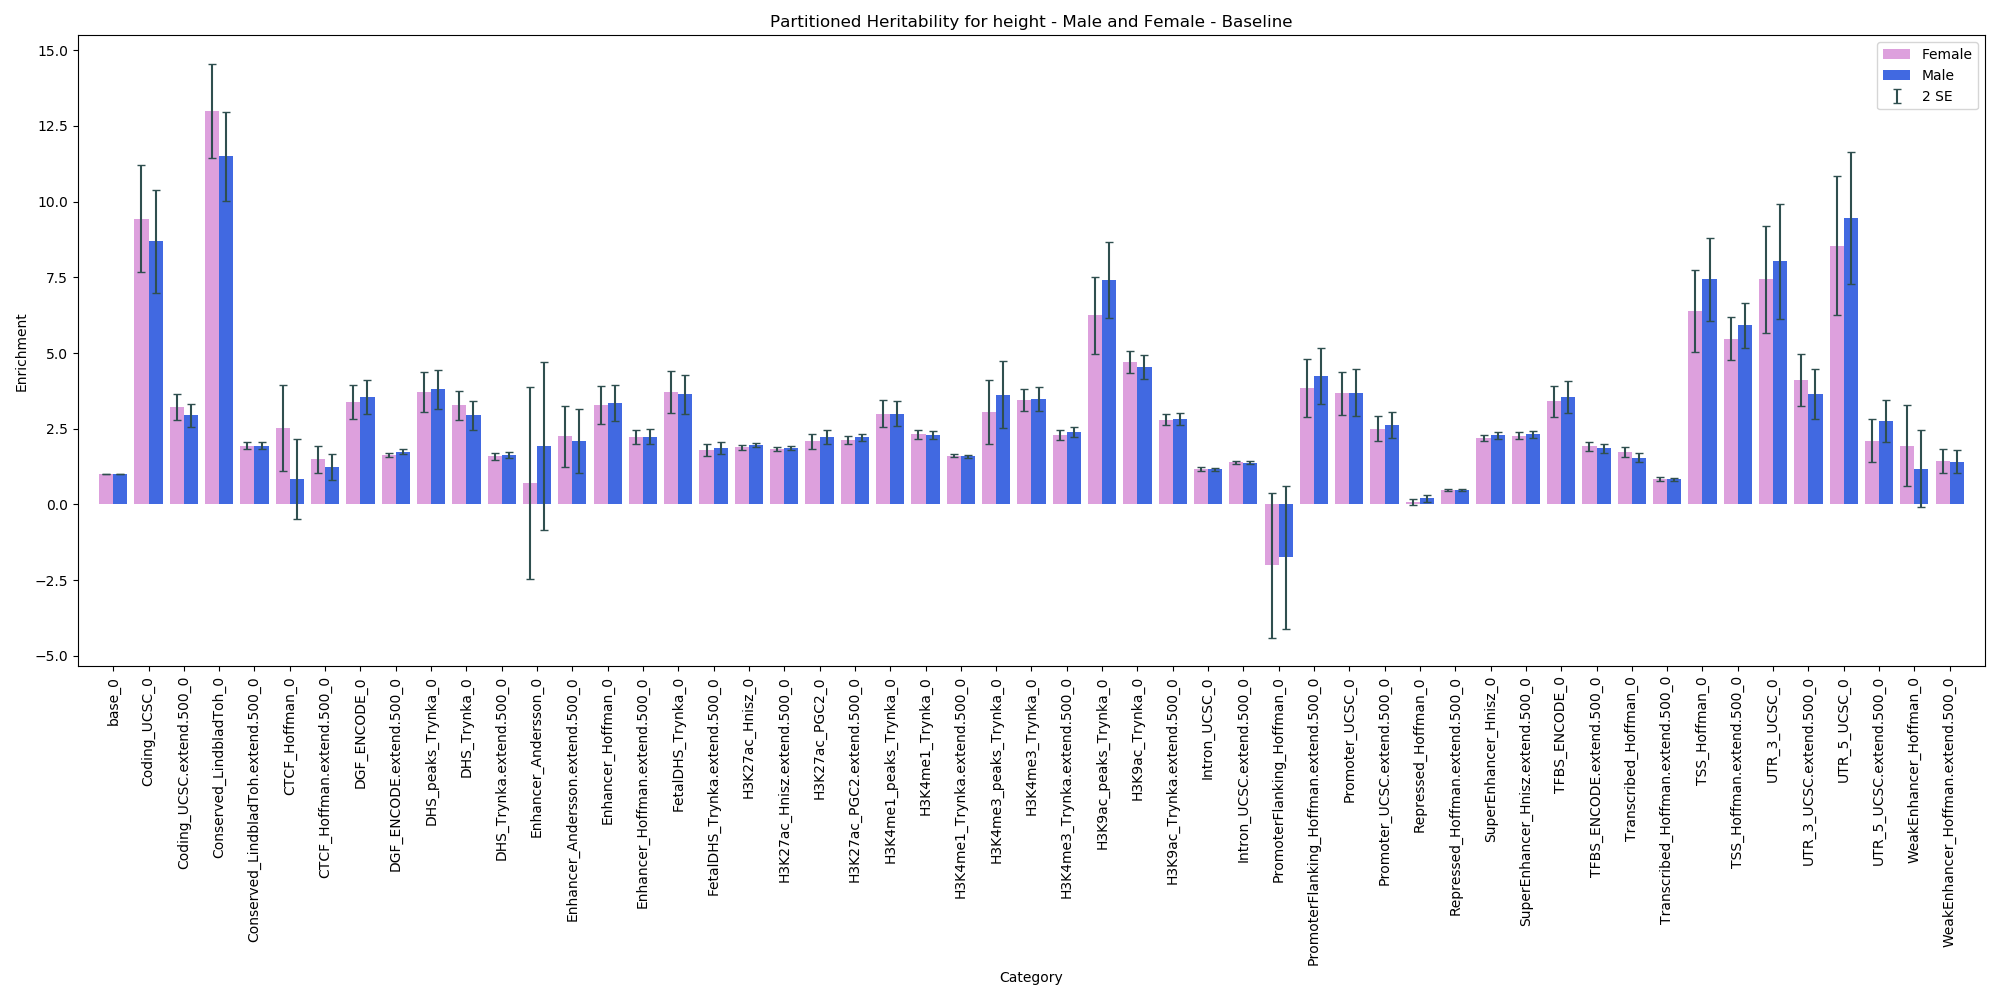 Partitioned Heritability for height - Male and Female - Baseline
Female
Male
2 SE
Enrichment
15.0
12.5
10.0
7.5
5.0
2.5
0.0
−2.5
−5.0
base_0
Coding_UCSC_0
Coding_UCSC.extend.500_0
Conserved_LindbladToh_0
Conserved_LindbladToh.extend.500_0
CTCF_Hoffman_0
CTCF_Hoffman.extend.500_0
DGF_ENCODE_0
DGF_ENCODE.extend.500_0
DHS_peaks_Trynka_0
DHS_Trynka_0
DHS_Trynka.extend.500_0
Enhancer_Andersson_0
Enhancer_Andersson.extend.500_0
Enhancer_Hoffman_0
Enhancer_Hoffman.extend.500_0
FetalDHS_Trynka_0
FetalDHS_Trynka.extend.500_0
H3K27ac_Hnisz_0
H3K27ac_Hnisz.extend.500_0
H3K27ac_PGC2_0
H3K27ac_PGC2.extend.500_0
H3K4me1_peaks_Trynka_0
H3K4me1_Trynka_0
H3K4me1_Trynka.extend.500_0
H3K4me3_peaks_Trynka_0
H3K4me3_Trynka_0
H3K4me3_Trynka.extend.500_0
H3K9ac_peaks_Trynka_0
H3K9ac_Trynka_0
H3K9ac_Trynka.extend.500_0
Intron_UCSC_0
Intron_UCSC.extend.500_0
PromoterFlanking_Hoffman_0
PromoterFlanking_Hoffman.extend.500_0
Promoter_UCSC_0
Promoter_UCSC.extend.500_0
Repressed_Hoffman_0
Repressed_Hoffman.extend.500_0
SuperEnhancer_Hnisz_0
SuperEnhancer_Hnisz.extend.500_0
TFBS_ENCODE_0
TFBS_ENCODE.extend.500_0
Transcribed_Hoffman_0
Transcribed_Hoffman.extend.500_0
TSS_Hoffman_0
TSS_Hoffman.extend.500_0
UTR_3_UCSC_0
UTR_3_UCSC.extend.500_0
UTR_5_UCSC_0
UTR_5_UCSC.extend.500_0
WeakEnhancer_Hoffman_0
WeakEnhancer_Hoffman.extend.500_0
Category